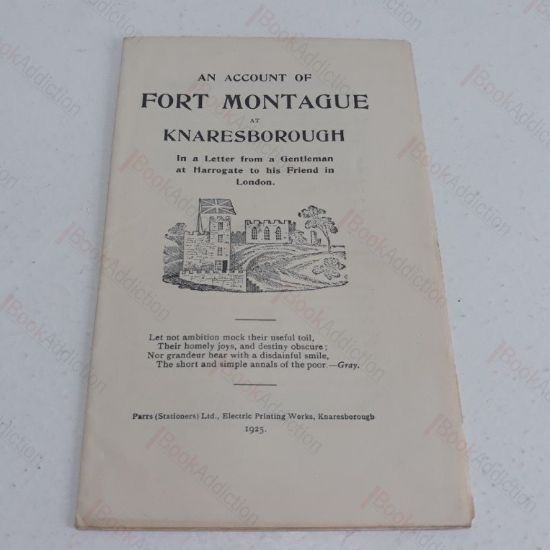 AN ACCOUNT OF
FORT MONTAGUE
AT
KNARESBOROUGH
In a Letter from a Gentleman
at Harrogate to his Friend in
London.
Let not ambition mock their useful toil,
Their homely joys, and destiny obscure;
Nor grandeur hear with a disdainful smile,
The short and simple annals of the poor—Gray.
Parrs (Stationers) Ltd., Electric Printing Works, Knaresborough
1925.
BookAddiction